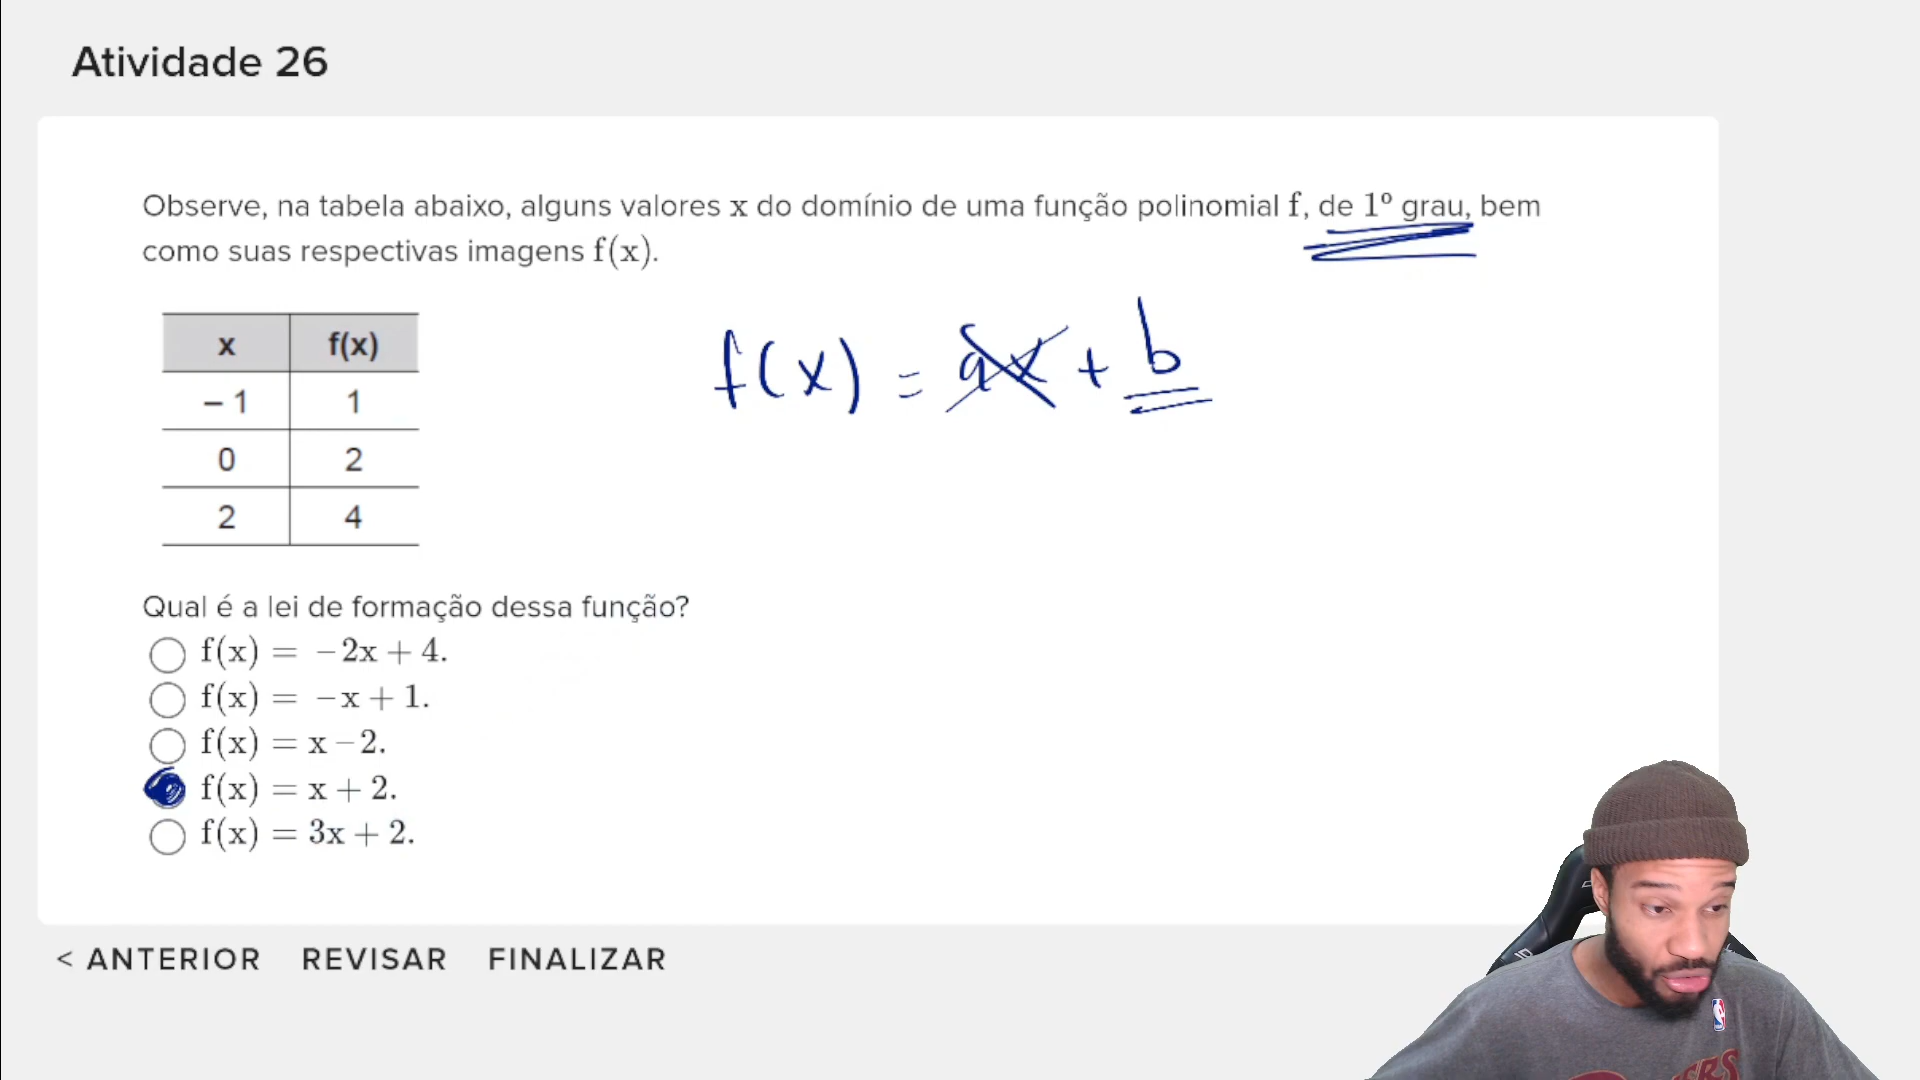 Atividade 26
Observe, na tabela abaixo, alguns valores x do domínio de uma função polinomial f, de 1º grau, bem
como suas respectivas imagens f(x).
x f(x)
– 1 1
0 2
2 4
f(x) = ax + b
Qual é a lei de formação dessa função?
f(x) = −2x + 4.
f(x) = −x + 1.
f(x) = x − 2.
f(x) = x + 2.
f(x) = 3x + 2.
< ANTERIOR REVISAR FINALIZAR